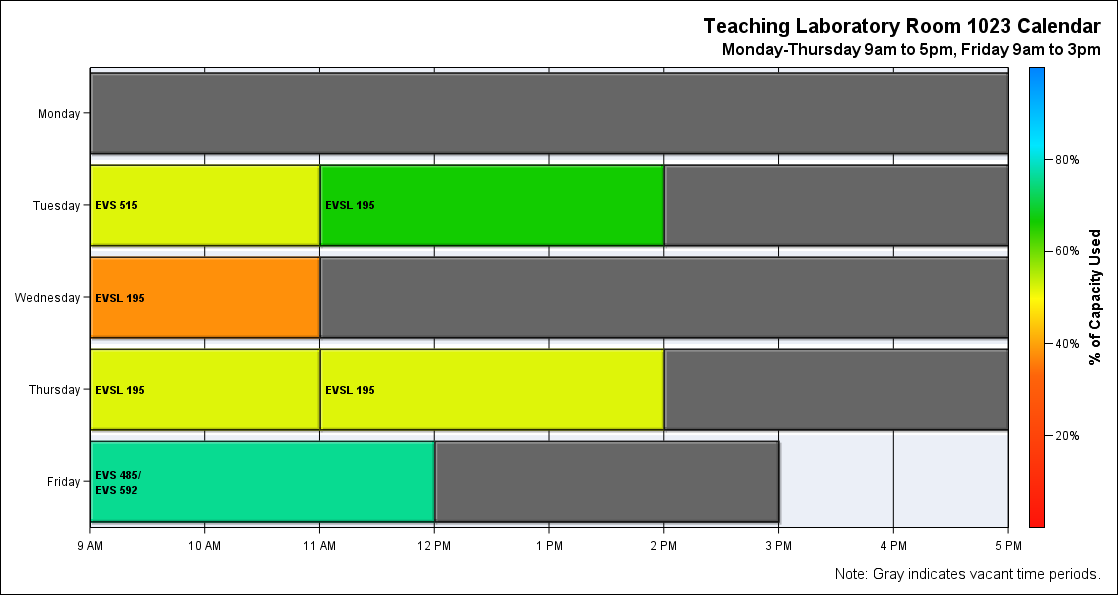 Teaching Laboratory Room 1023 Calendar
Monday-Thursday 9am to 5pm, Friday 9am to 3pm
Monday
Tuesday
EVS 515
EVSL 195
Wednesday
EVSL 195
Thursday
EVSL 195
EVSL 195
Friday
EVS 485/
EVS 592
9 AM
10 AM
11 AM
12 PM
1 PM
2 PM
3 PM
4 PM
5 PM
80%
60%
40%
20%
% of Capacity Used
Note: Gray indicates vacant time periods.